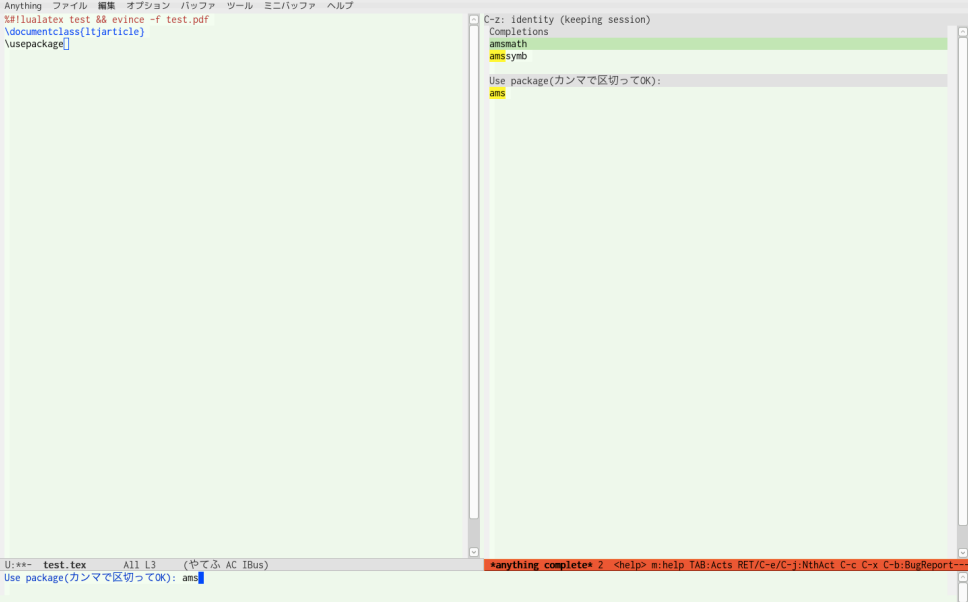 Anything ファイル 編集 オプション バッファ ツール ミニバッファ ヘルプ
%#!lualatex test && evince -f test.pdf
\documentclass{ltjarticle}
\usepackage
C-z: identity (keeping session)
Completions
amsmath
amssymb
Use package(カンマで区切ってOK):
ams
U:**- test.tex All L3 (やてふ AC IBus)
*anything complete* 2 <help> m:help TAB:Acts RET/C-e/C-j:NthAct C-c C-x C-b:BugReport---
Use package(カンマで区切ってOK): ams